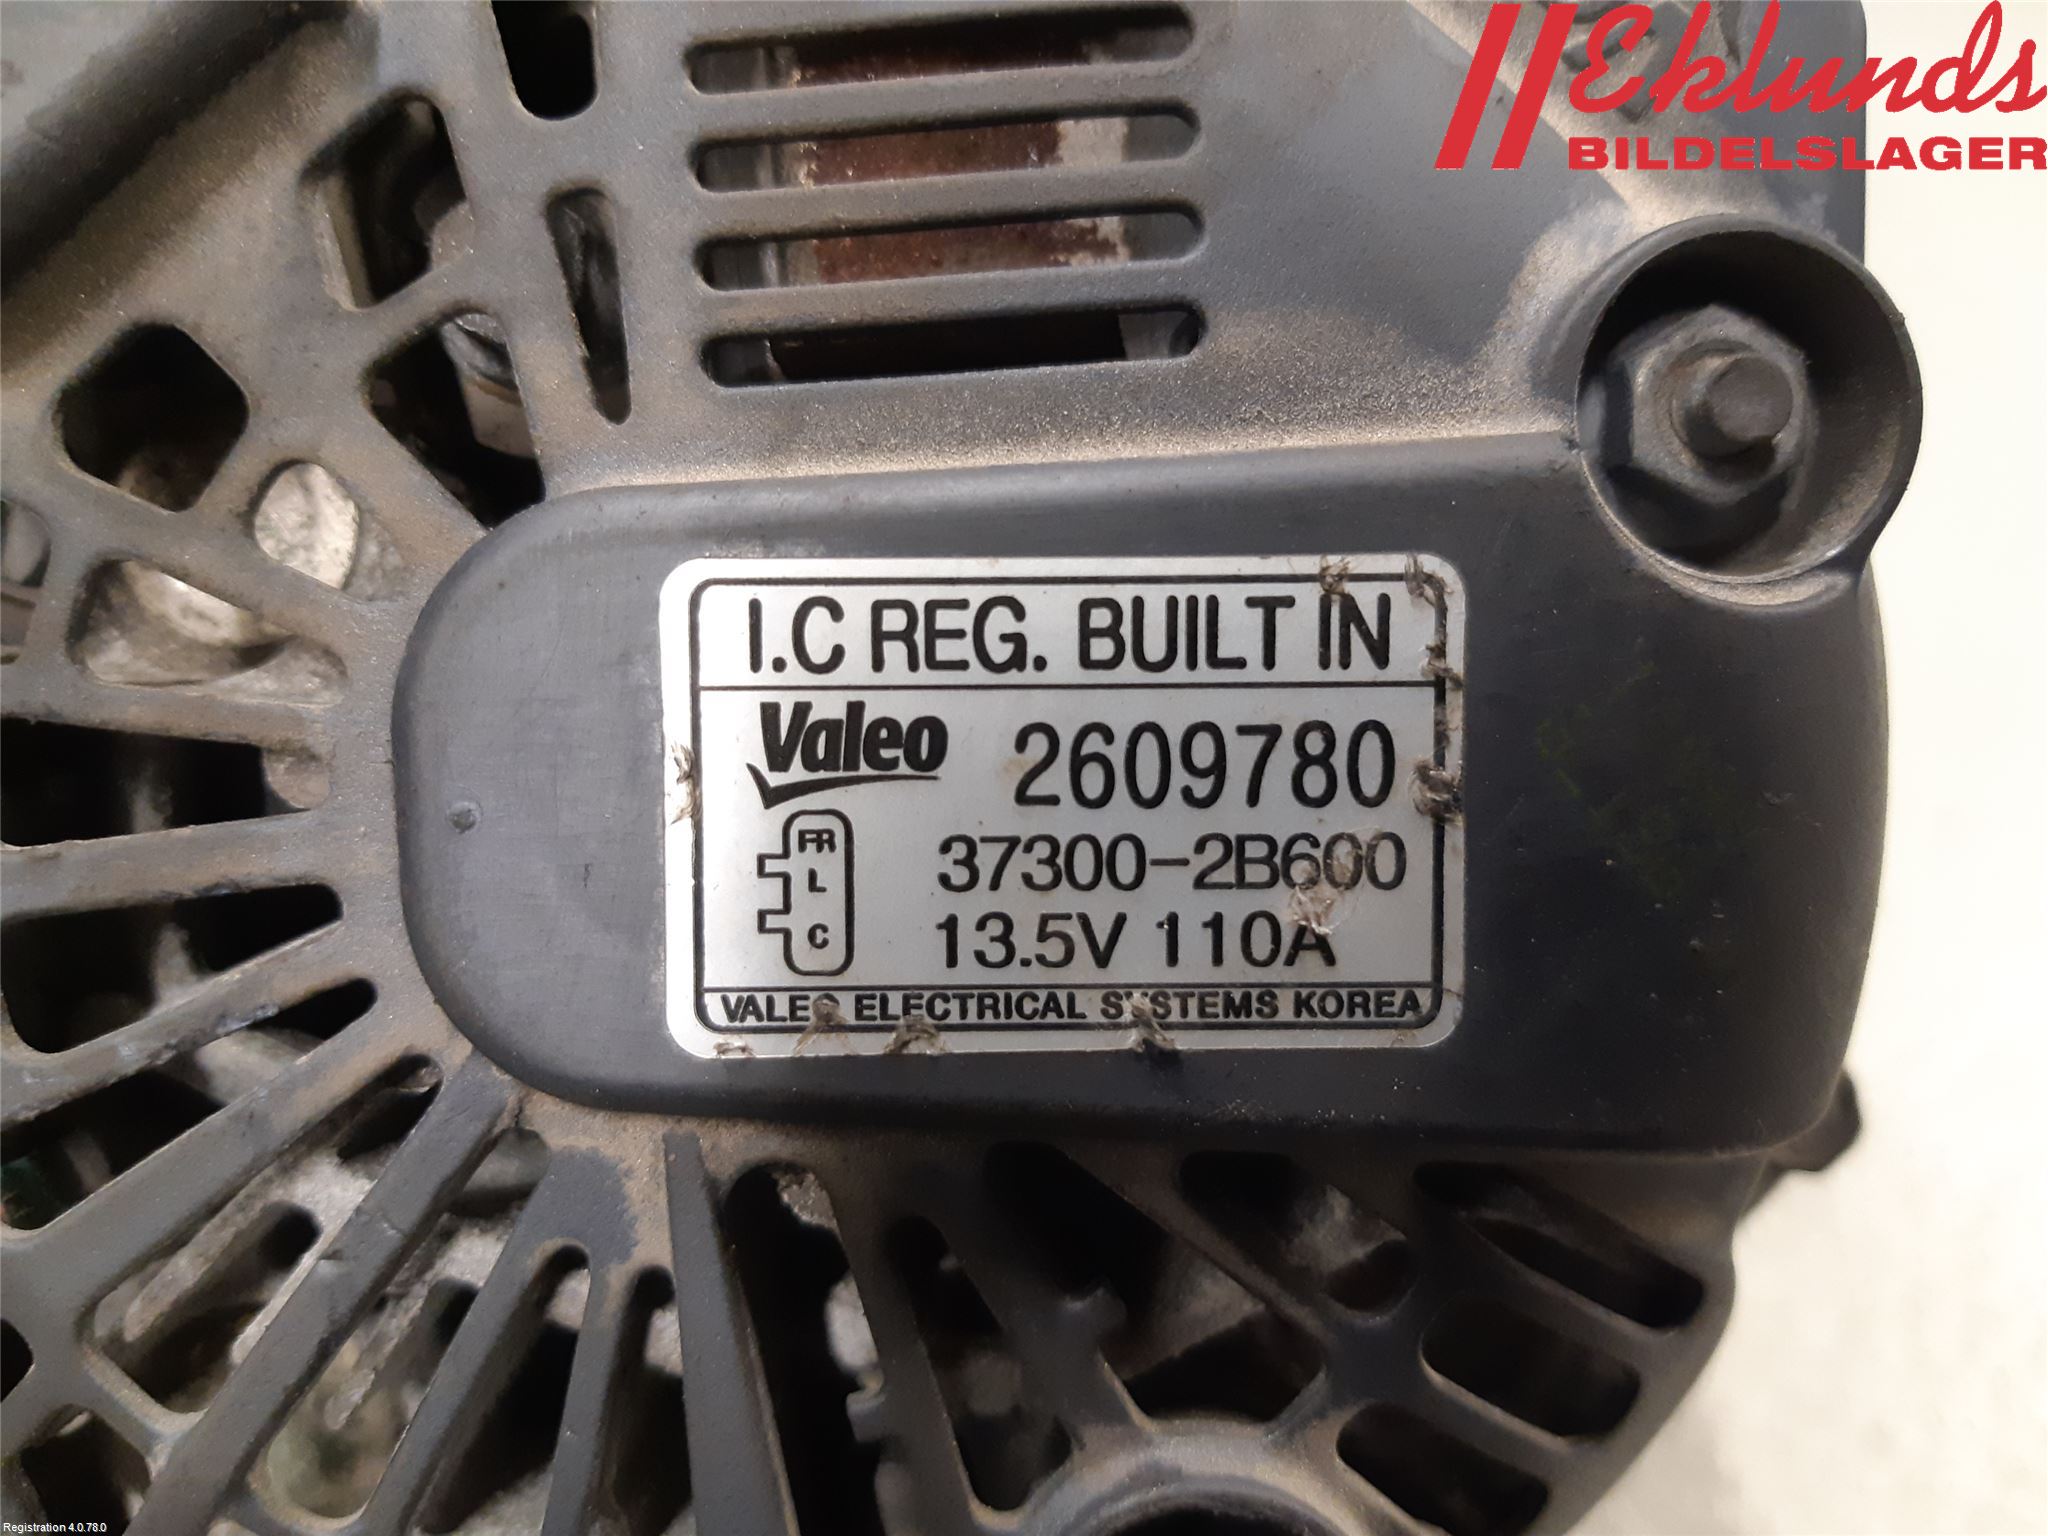 Eklunds
BILDELSLAGER
I.C REG. BUILT IN
Valeo 2609780
FR
L
C
37300-2B600
13.5V 110A
VALEO ELECTRICAL SYSTEMS KOREA
Registration 4.0.78.0